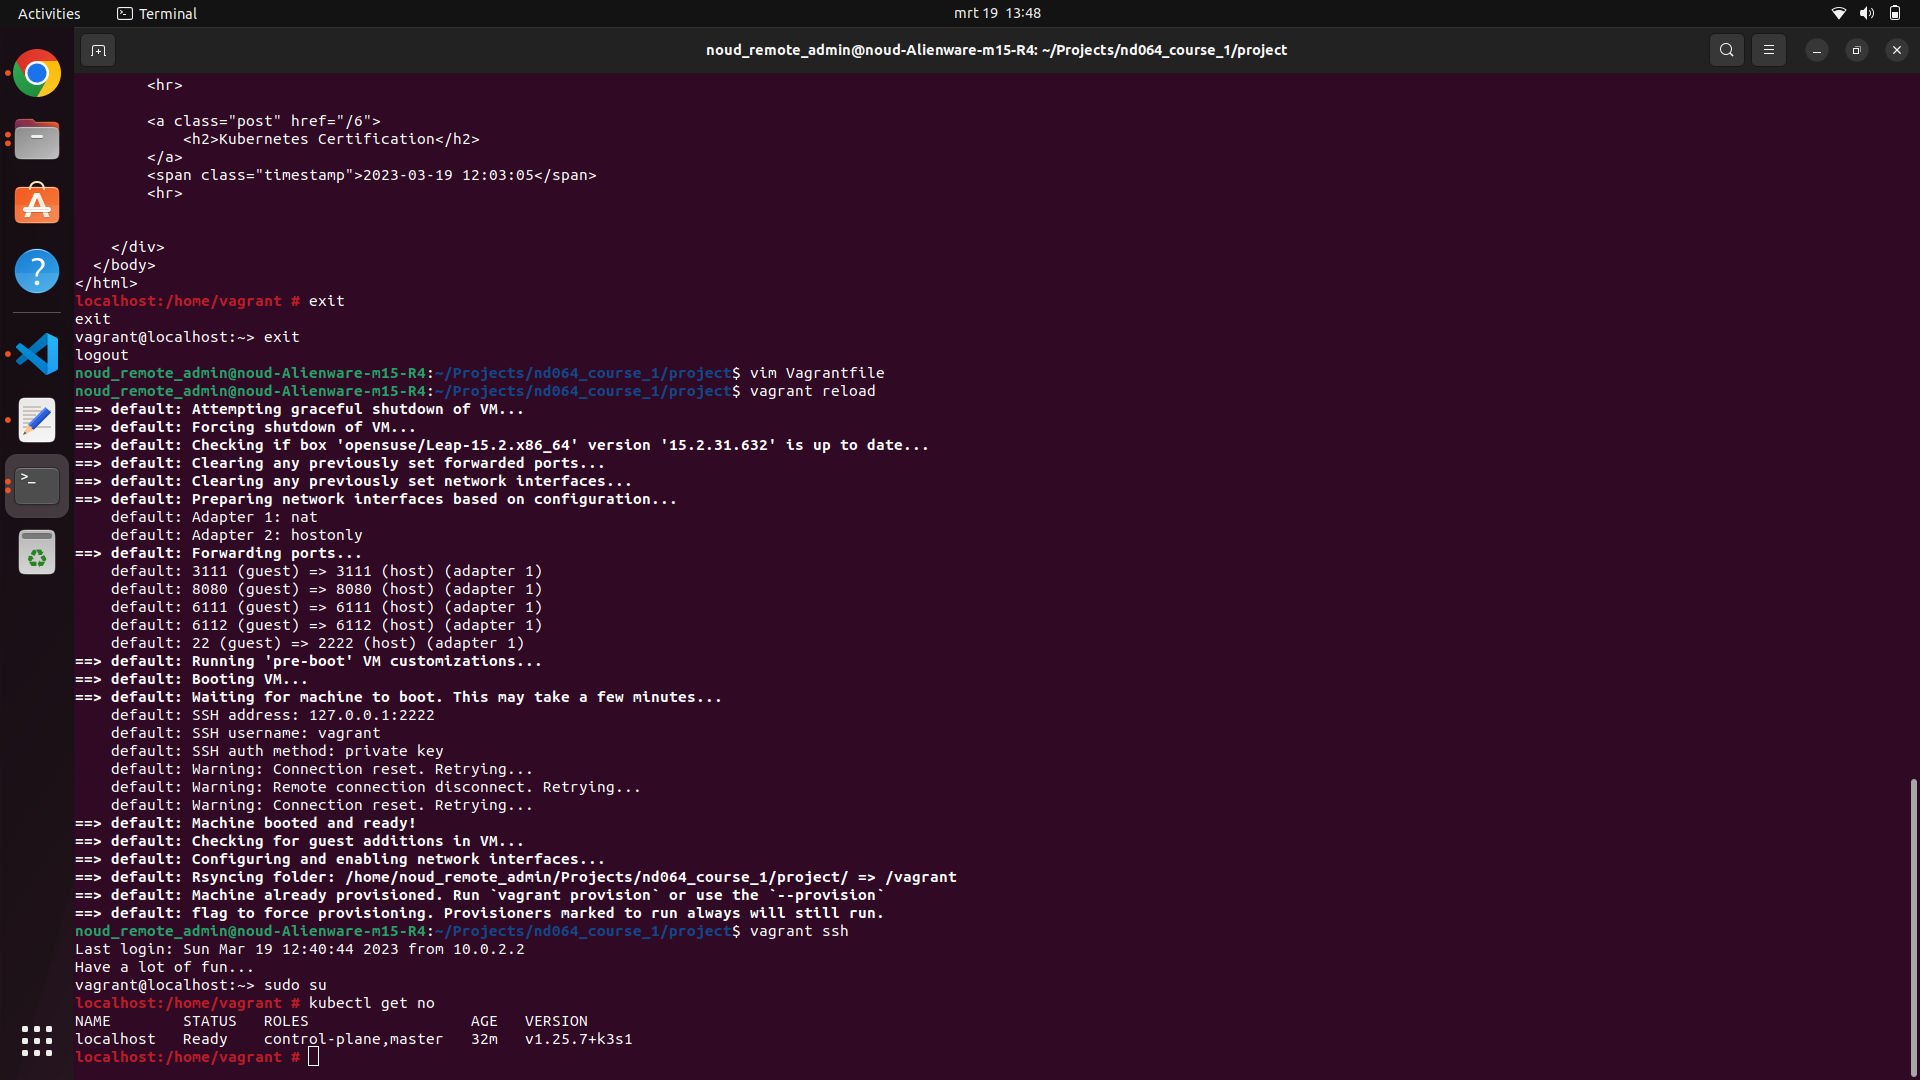 Activities
Terminal
mrt 19  13:48
noud_remote_admin@noud-Alienware-m15-R4: ~/Projects/nd064_course_1/project
        <hr>
        <a class="post" href="/6">
            <h2>Kubernetes Certification</h2>
        </a>
        <span class="timestamp">2023-03-19 12:03:05</span>
        <hr>
    </div>
  </body>
</html>
localhost:/home/vagrant # exit
exit
vagrant@localhost:~> exit
logout
noud_remote_admin@noud-Alienware-m15-R4:~/Projects/nd064_course_1/project$ vim Vagrantfile
noud_remote_admin@noud-Alienware-m15-R4:~/Projects/nd064_course_1/project$ vagrant reload
==> default: Attempting graceful shutdown of VM...
==> default: Forcing shutdown of VM...
==> default: Checking if box 'opensuse/Leap-15.2.x86_64' version '15.2.31.632' is up to date...
==> default: Clearing any previously set forwarded ports...
==> default: Clearing any previously set network interfaces...
==> default: Preparing network interfaces based on configuration...
    default: Adapter 1: nat
    default: Adapter 2: hostonly
==> default: Forwarding ports...
    default: 3111 (guest) => 3111 (host) (adapter 1)
    default: 8080 (guest) => 8080 (host) (adapter 1)
    default: 6111 (guest) => 6111 (host) (adapter 1)
    default: 6112 (guest) => 6112 (host) (adapter 1)
    default: 22 (guest) => 2222 (host) (adapter 1)
==> default: Running 'pre-boot' VM customizations...
==> default: Booting VM...
==> default: Waiting for machine to boot. This may take a few minutes...
    default: SSH address: 127.0.0.1:2222
    default: SSH username: vagrant
    default: SSH auth method: private key
    default: Warning: Connection reset. Retrying...
    default: Warning: Remote connection disconnect. Retrying...
    default: Warning: Connection reset. Retrying...
==> default: Machine booted and ready!
==> default: Checking for guest additions in VM...
==> default: Configuring and enabling network interfaces...
==> default: Rsyncing folder: /home/noud_remote_admin/Projects/nd064_course_1/project/ => /vagrant
==> default: Machine already provisioned. Run `vagrant provision` or use the `--provision`
==> default: flag to force provisioning. Provisioners marked to run always will still run.
noud_remote_admin@noud-Alienware-m15-R4:~/Projects/nd064_course_1/project$ vagrant ssh
Last login: Sun Mar 19 12:40:44 2023 from 10.0.2.2
Have a lot of fun...
vagrant@localhost:~> sudo su
localhost:/home/vagrant # kubectl get no
NAME        STATUS   ROLES                  AGE   VERSION
localhost   Ready    control-plane,master   32m   v1.25.7+k3s1
localhost:/home/vagrant #